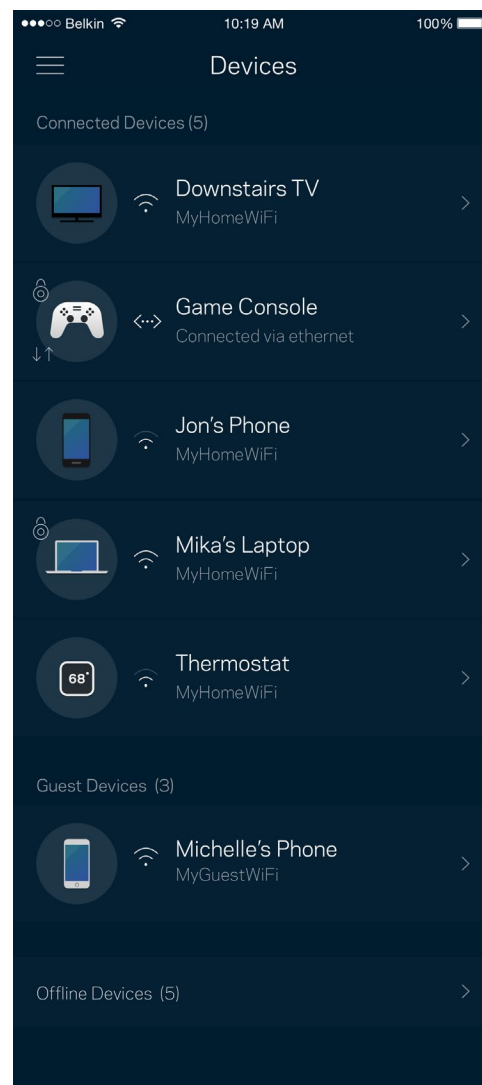 Belkin 10:19 AM 100%
Devices
Connected Devices (5)
Downstairs TV
MyHomeWiFi
Game Console
Connected via ethernet
Jon's Phone
MyHomeWiFi
Mika's Laptop
MyHomeWiFi
68°
Thermostat
MyHomeWiFi
Guest Devices (3)
Michelle's Phone
MyGuestWiFi
Offline Devices (5)